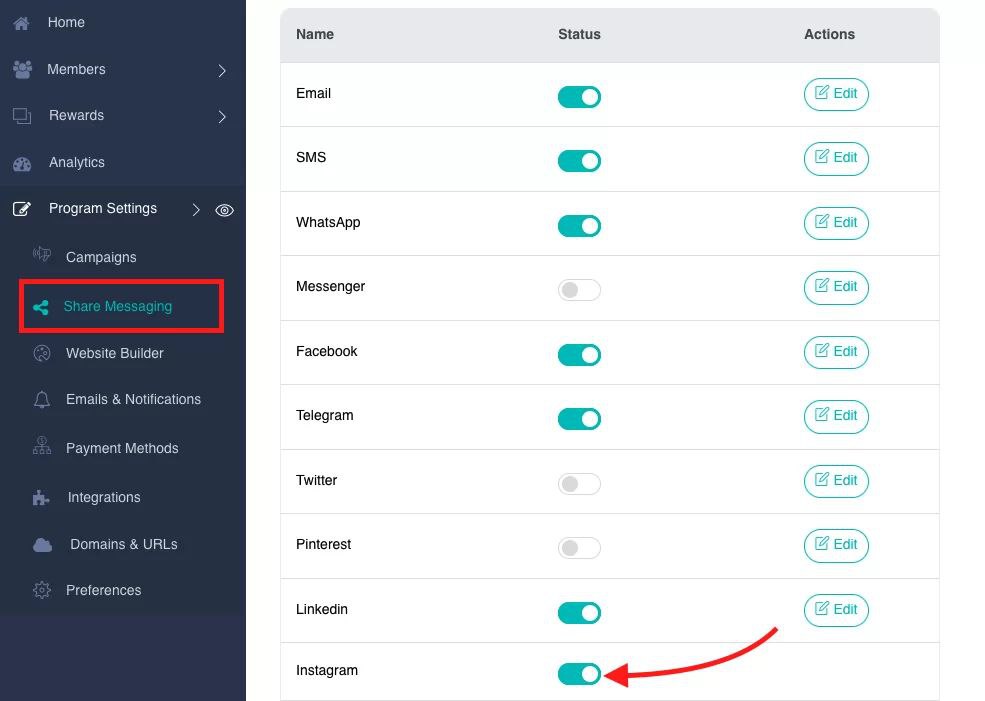 Home
Members
Rewards
Analytics
Program Settings
Campaigns
Share Messaging
Website Builder
Emails & Notifications
Payment Methods
Integrations
Domains & URLs
Preferences
Name Status Actions
Email Edit
SMS Edit
WhatsApp Edit
Messenger Edit
Facebook Edit
Telegram Edit
Twitter Edit
Pinterest Edit
Linkedin Edit
Instagram